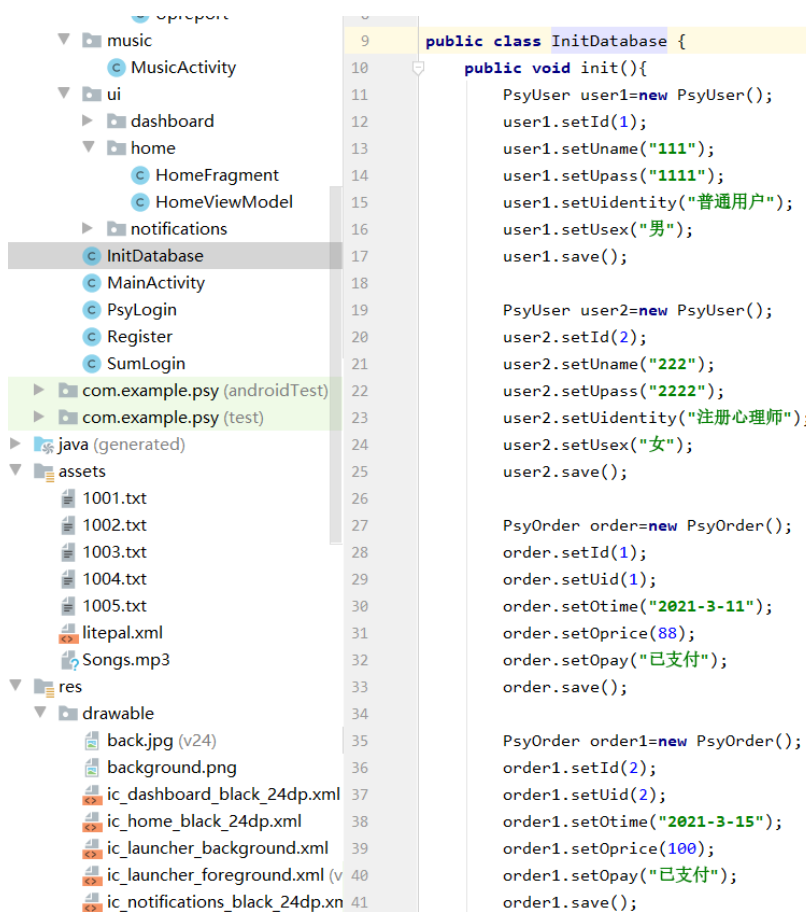 music
MusicActivity
ui
dashboard
home
HomeFragment
HomeViewModel
notifications
InitDatabase
MainActivity
PsyLogin
Register
SumLogin
com.example.psy (androidTest)
com.example.psy (test)
java (generated)
assets
1001.txt
1002.txt
1003.txt
1004.txt
1005.txt
litepal.xml
Songs.mp3
res
drawable
back.jpg (v24)
background.png
ic_dashboard_black_24dp.xml
ic_home_black_24dp.xml
ic_launcher_background.xml
ic_launcher_foreground.xml (v
ic_notifications_black_24dp.xm
9 public class InitDatabase {
10 public void init(){
11 PsyUser user1=new PsyUser();
12 user1.setId(1);
13 user1.setUname("111");
14 user1.setUpass("1111");
15 user1.setUidentity("普通用户");
16 user1.setUsex("男");
17 user1.save();
18
19 PsyUser user2=new PsyUser();
20 user2.setId(2);
21 user2.setUname("222");
22 user2.setUpass("2222");
23 user2.setUidentity("注册心理师");
24 user2.setUsex("女");
25 user2.save();
26
27 PsyOrder order=new PsyOrder();
28 order.setId(1);
29 order.setUid(1);
30 order.setOtime("2021-3-11");
31 order.setOprice(88);
32 order.setOpay("已支付");
33 order.save();
34
35 PsyOrder order1=new PsyOrder();
36 order1.setId(2);
37 order1.setUid(2);
38 order1.setOtime("2021-3-15");
39 order1.setOprice(100);
40 order1.setOpay("已支付");
41 order1.save();